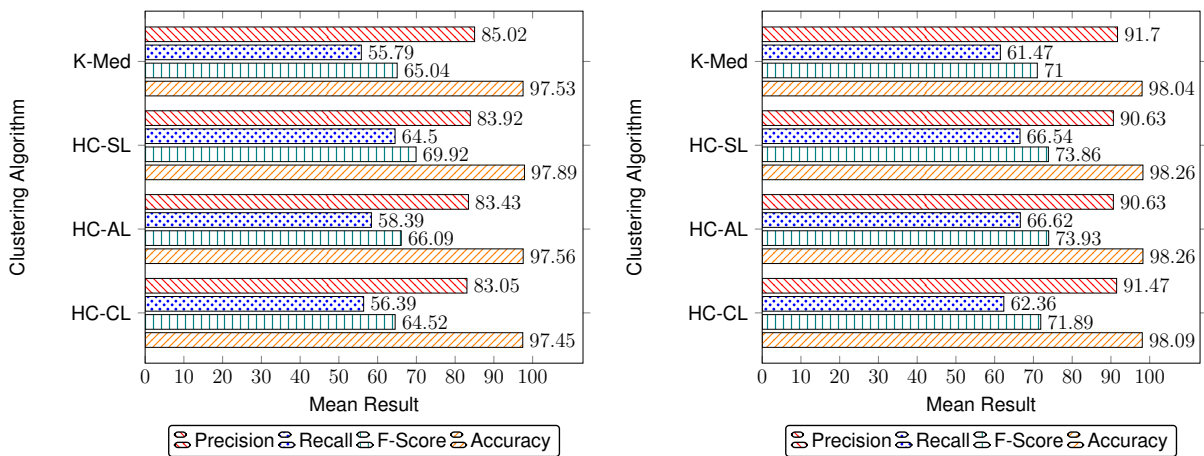 Clustering Algorithm
K-Med
HC-SL
HC-AL
HC-CL
85.02
55.79
65.04
97.53
83.92
64.5
69.92
97.89
83.43
58.39
66.09
97.56
83.05
56.39
64.52
97.45
0 10 20 30 40 50 60 70 80 90 100
Mean Result
Precision Recall F-Score Accuracy
Clustering Algorithm
K-Med
HC-SL
HC-AL
HC-CL
91.7
61.47
71
98.04
90.63
66.54
73.86
98.26
90.63
66.62
73.93
98.26
91.47
62.36
71.89
98.09
0 10 20 30 40 50 60 70 80 90 100
Mean Result
Precision Recall F-Score Accuracy